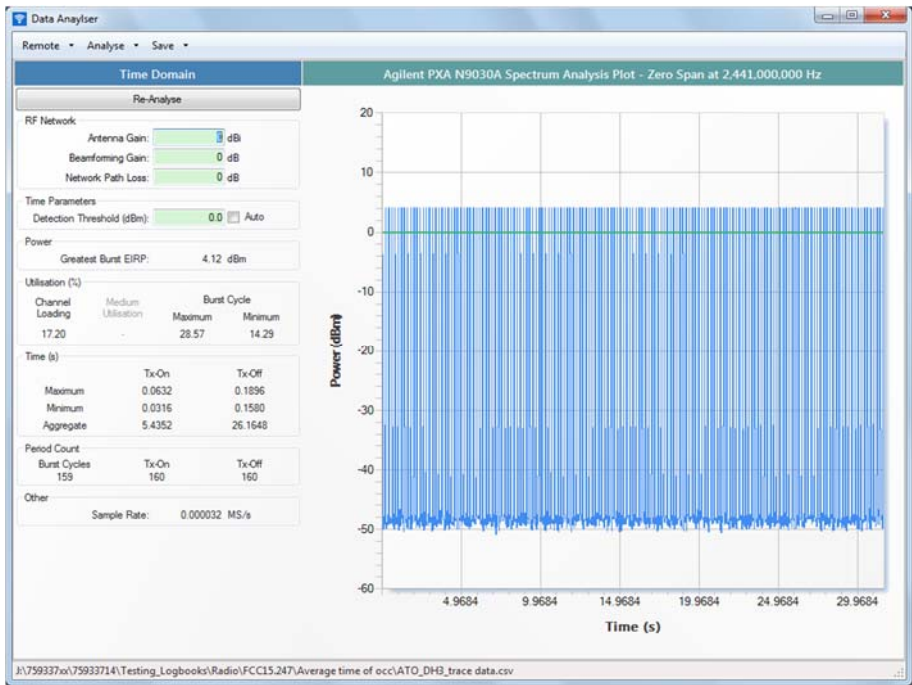 Data Anaylser
Remote Analyse Save
Time Domain
Re-Analyse
RF Network
Antenna Gain: 0 dBi
Beamforming Gain: 0 dB
Network Path Loss: 0 dB
Time Parameters
Detection Threshold (dBm): 0.0 Auto
Power
Greatest Burst EIRP: 4.12 dBm
Utilisation (%)
Channel Loading Medium Utilisation Burst Cycle
Maximum Minimum
17.20 - 28.57 14.29
Time (s)
Tx-On Tx-Off
Maximum 0.0632 0.1896
Minimum 0.0316 0.1580
Aggregate 5.4352 26.1648
Period Count
Burst Cycles Tx-On Tx-Off
159 160 160
Other
Sample Rate: 0.000032 MS/s
Agilent PXA N9030A Spectrum Analysis Plot - Zero Span at 2,441,000,000 Hz
20
10
0
-10
-20
-30
-40
-50
-60
Power (dBm)
4.9684 9.9684 14.9684 19.9684 24.9684 29.9684
Time (s)
J:\759337xx\75933714\Testing_Logbooks\Radio\FCC15.247\Average time of occ\ATO_DH3_trace data.csv